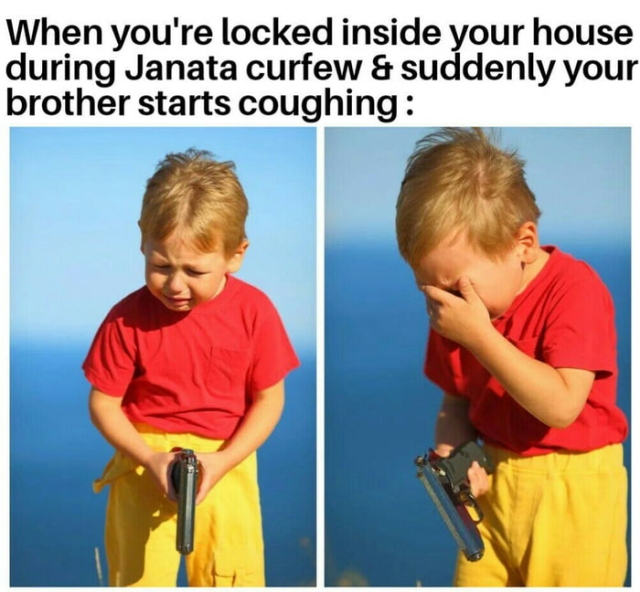 When you're locked inside your house
during Janata curfew & suddenly your
brother starts coughing :